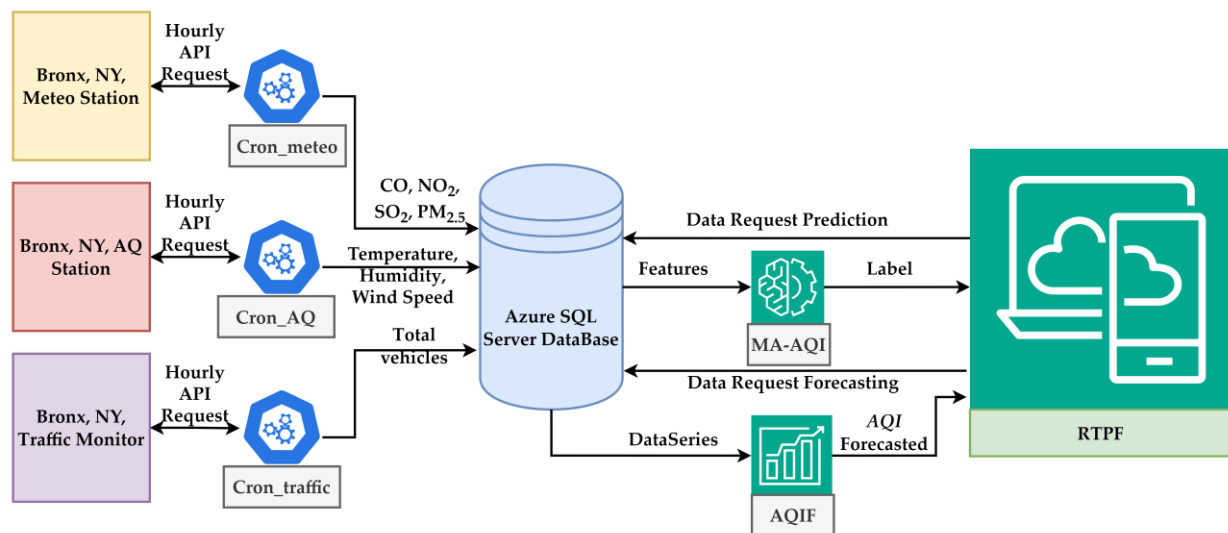 Hourly
API
Request
Bronx, NY,
Meteo Station
Cron_meteo
CO, NO₂,
SO₂, PM₂.₅
Hourly
API
Request
Bronx, NY, AQ
Station
Cron_AQ
Temperature,
Humidity,
Wind Speed
Hourly
API
Request
Bronx, NY,
Traffic Monitor
Cron_traffic
Total
vehicles
Azure SQL
Server DataBase
Data Request Prediction
Features
MA-AQI
Label
Data Request Forecasting
DataSeries
AQIF
AQI
Forecasted
RTPF